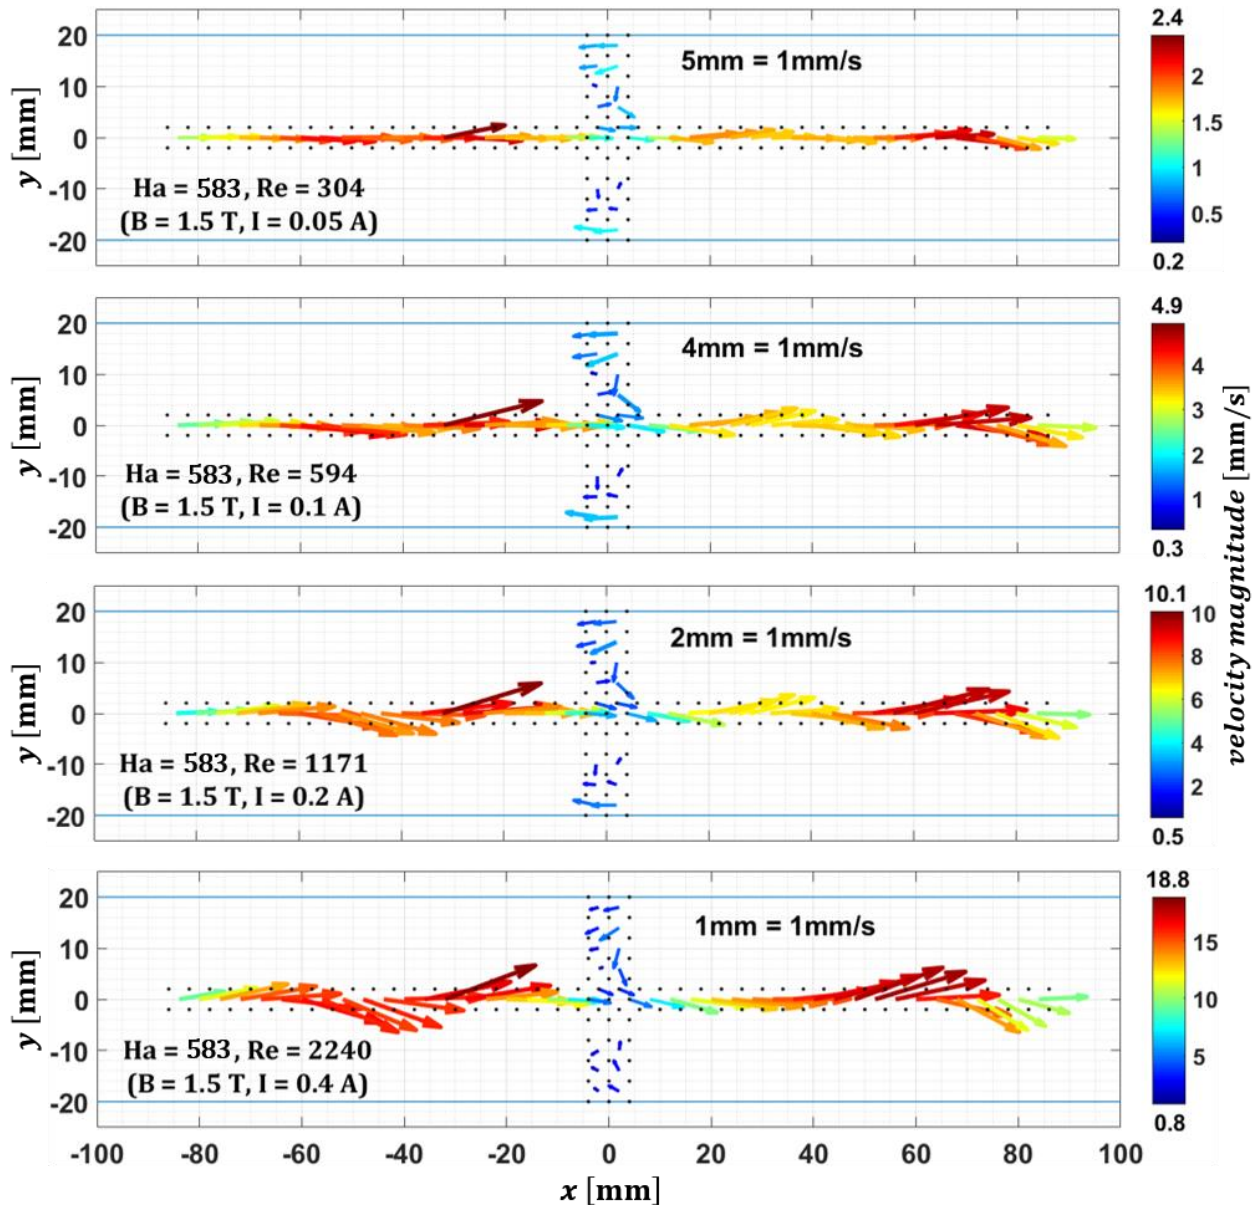 2.4
20
10
0
-10
-20
y [mm]
5mm = 1mm/s
Ha = 583, Re = 304
(B = 1.5 T, I = 0.05 A)
2
1.5
1
0.5
0.2
4.9
20
10
0
-10
-20
y [mm]
4mm = 1mm/s
Ha = 583, Re = 594
(B = 1.5 T, I = 0.1 A)
4
3
2
1
0.3
velocity magnitude [mm/s]
10.1
20
10
0
-10
-20
y [mm]
2mm = 1mm/s
Ha = 583, Re = 1171
(B = 1.5 T, I = 0.2 A)
10
8
6
4
2
0.5
18.8
20
10
0
-10
-20
y [mm]
1mm = 1mm/s
Ha = 583, Re = 2240
(B = 1.5 T, I = 0.4 A)
15
10
5
0.8
-100 -80 -60 -40 -20 0 20 40 60 80 100
x [mm]